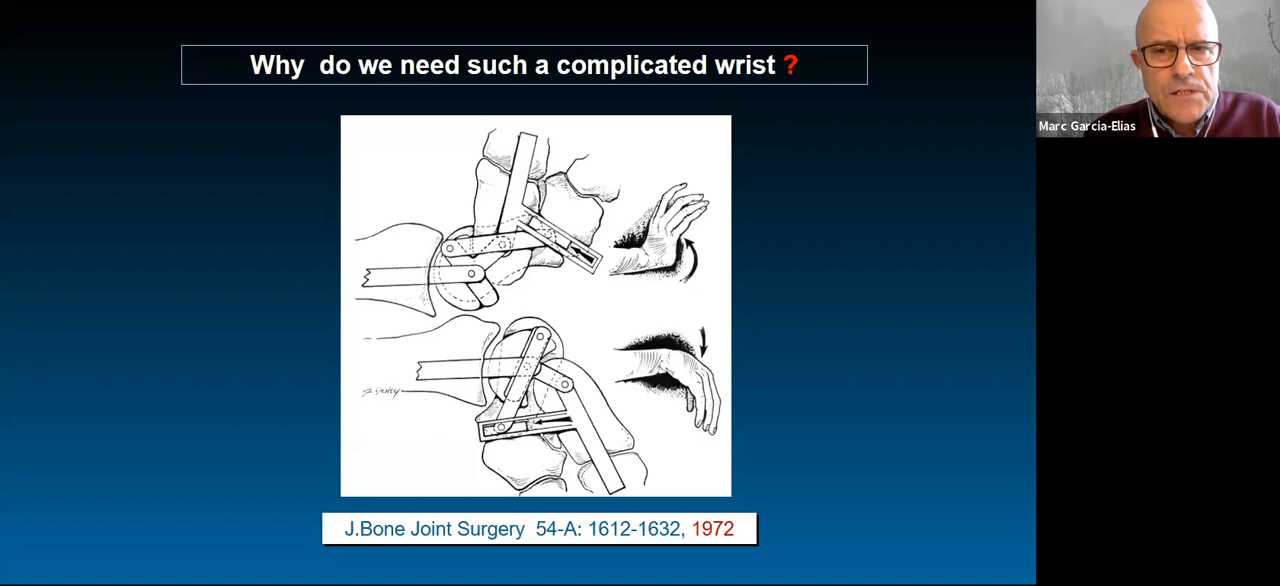 Why do we need such a complicated wrist ?
Marc Garcia-Elias
J.Bone Joint Surgery 54-A: 1612-1632, 1972